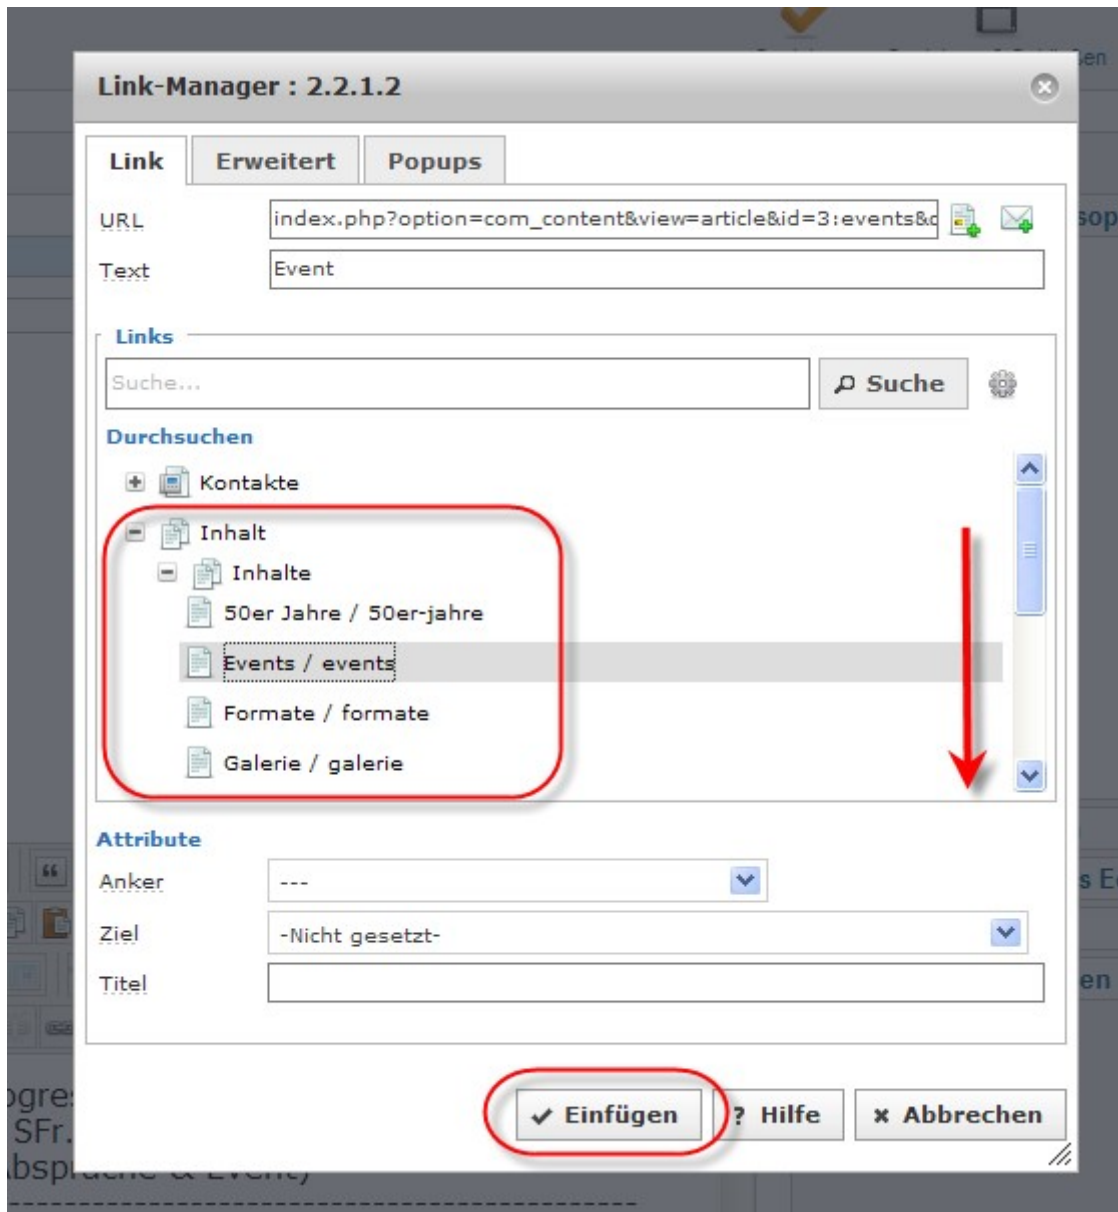 Link-Manager : 2.2.1.2
Link Erweitert Popups
URL index.php?option=com_content&view=article&id=3:events&c
Text Event
Links
Suche... Suche
Durchsuchen
Kontakte
Inhalt
Inhalte
50er Jahre / 50er-jahre
Events / events
Formate / formate
Galerie / galerie
Attribute
Anker ---
Ziel -Nicht gesetzt-
Titel
Einfügen ? Hilfe Abbrechen
SFr.